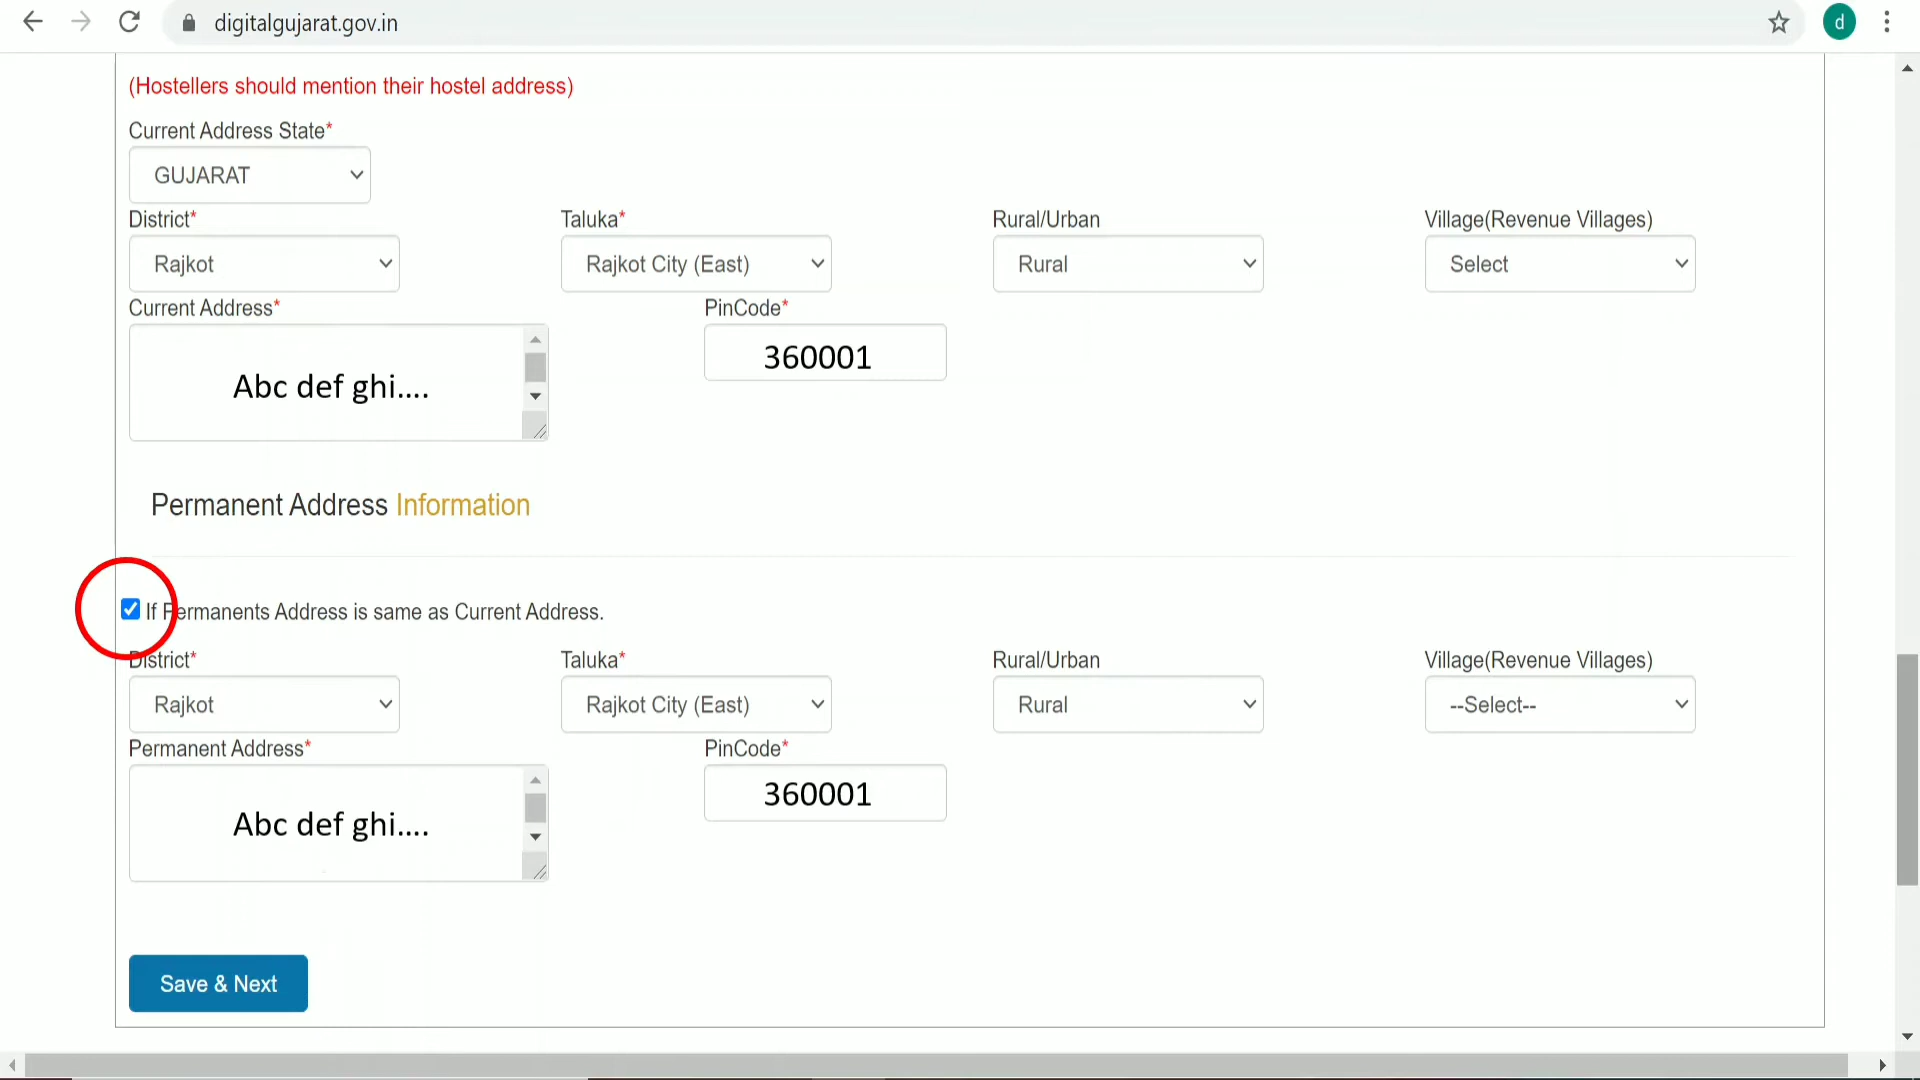 digitalgujarat.gov.in
d
(Hostellers should mention their hostel address)
Current Address State*
GUJARAT
District* Taluka* Rural/Urban Village(Revenue Villages)
Rajkot Rajkot City (East) Rural Select
Current Address* PinCode*
360001
Abc def ghi....
Permanent Address Information
If Permanents Address is same as Current Address.
District* Taluka* Rural/Urban Village(Revenue Villages)
Rajkot Rajkot City (East) Rural --Select--
Permanent Address* PinCode*
360001
Abc def ghi....
Save & Next